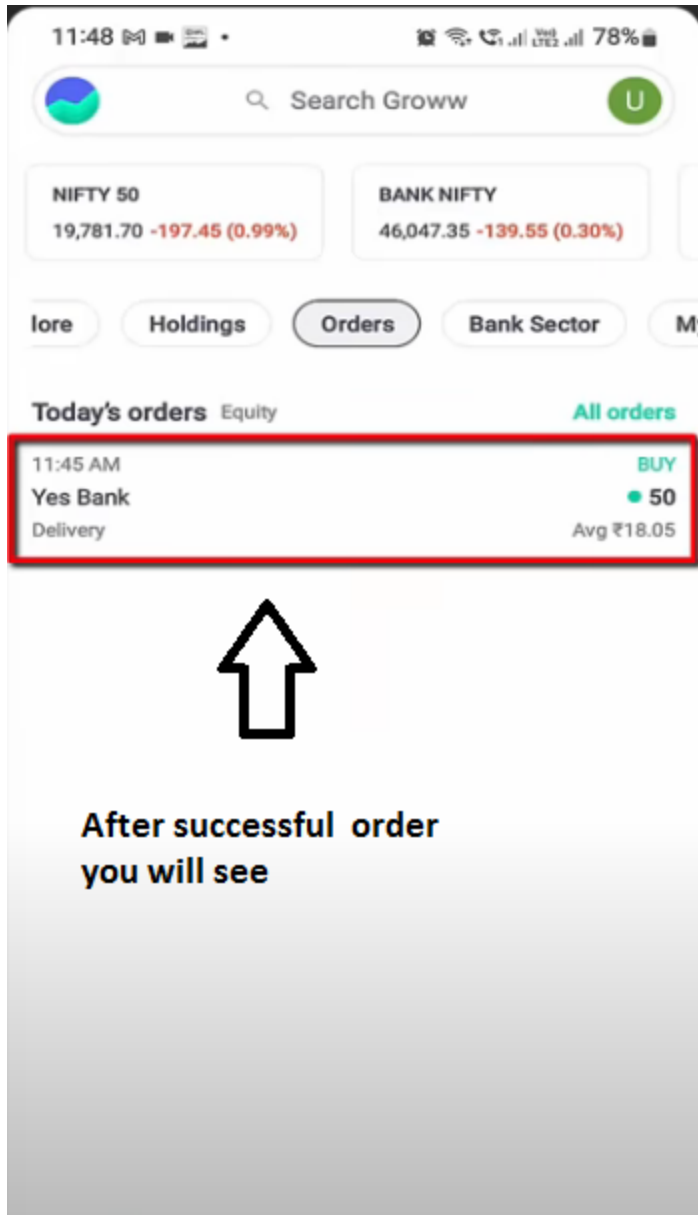 11:48 78%
Search Groww U
NIFTY 50 BANK NIFTY
19,781.70 -197.45 (0.99%) 46,047.35 -139.55 (0.30%)
lore Holdings Orders Bank Sector M
Today's orders Equity All orders
11:45 AM BUY
Yes Bank 50
Delivery Avg ₹18.05
After successful order
you will see